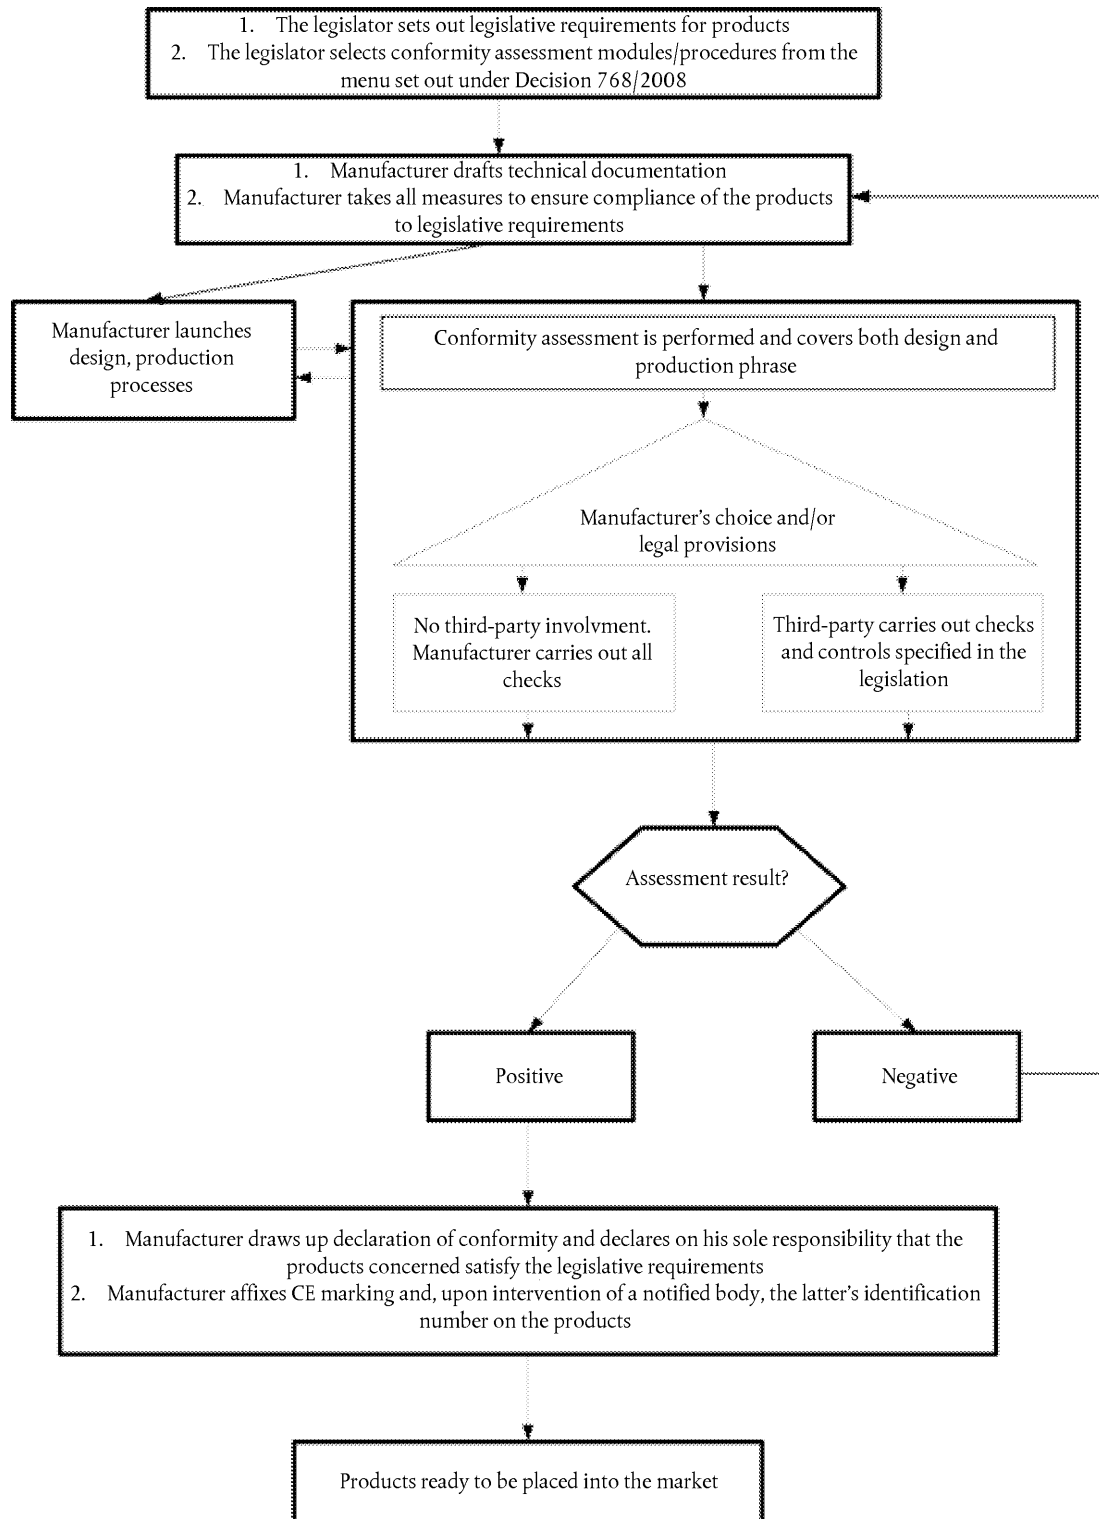 1. The legislator sets out legislative requirements for products
2. The legislator selects conformity assessment modules/procedures from the
menu set out under Decision 768/2008
1. Manufacturer drafts technical documentation
2. Manufacturer takes all measures to ensure compliance of the products
to legislative requirements
Manufacturer launches
design, production
processes
Conformity assessment is performed and covers both design and
production phrase
Manufacturer's choice and/or
legal provisions
No third-party involvment.
Manufacturer carries out all
checks
Third-party carries out checks
and controls specified in the
legislation
Assessment result?
Positive
Negative
1. Manufacturer draws up declaration of conformity and declares on his sole responsibility that the
products concerned satisfy the legislative requirements
2. Manufacturer affixes CE marking and, upon intervention of a notified body, the latter's identification
number on the products
Products ready to be placed into the market